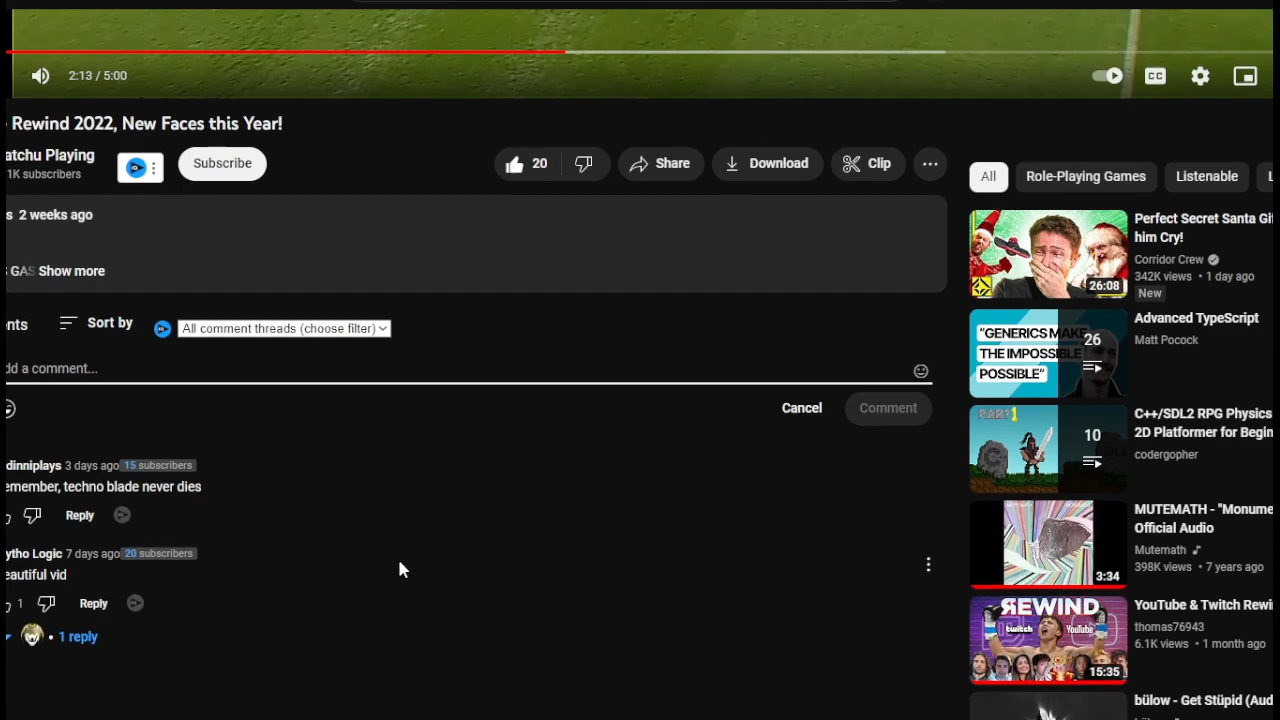 2:13 / 5:00
CC
Rewind 2022, New Faces this Year!
atchu Playing
1K subscribers
Subscribe
20
Share
Download
Clip
s 2 weeks ago
GAS Show more
nts
Sort by
All comment threads (choose filter)
dd a comment...
Cancel
Comment
dinniplays 3 days ago 15 subscribers
emember, techno blade never dies
Reply
ytho Logic 7 days ago 20 subscribers
eautiful vid
1
Reply
• 1 reply
All
Role-Playing Games
Listenable
L
26:08
Perfect Secret Santa Gif
him Cry!
Corridor Crew
342K views • 1 day ago
New
"GENERICS MAKE
THE IMPOSSIBLE
POSSIBLE"
26
Advanced TypeScript
Matt Pocock
PART 1
10
C++/SDL2 RPG Physics
2D Platformer for Begin
codergopher
3:34
MUTEMATH - "Monume
Official Audio
Mutemath
398K views • 7 years ago
REWIND
twitch
YouTube
15:35
YouTube & Twitch Rewi
thomas76943
6.1K views • 1 month ago
bülow - Get Stüpid (Aud